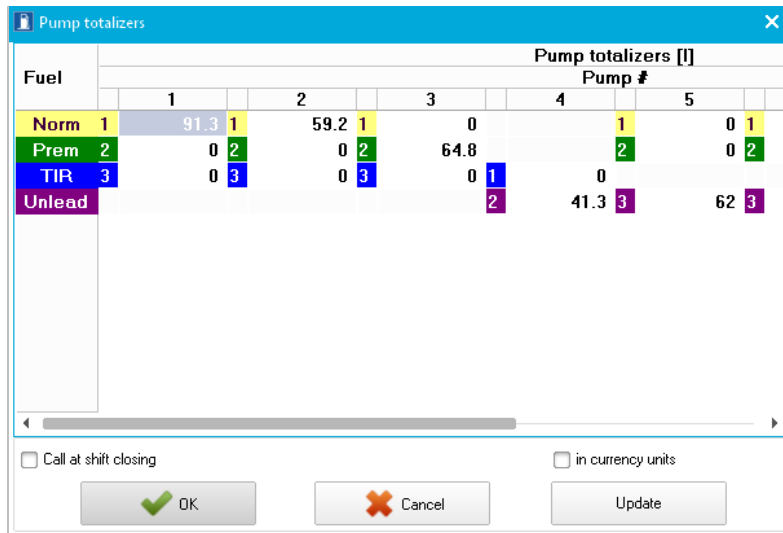 Pump totalizers
Pump totalizers [l]
Fuel
Pump #
1 2 3 4 5
Norm 1 91.3 1 59.2 1 0 1 0 1
Prem 2 0 2 0 2 64.8 2 0 2
TIR 3 0 3 0 3 0 1 0
Unlead 2 41.3 3 62 3
Call at shift closing
in currency units
OK
Cancel
Update